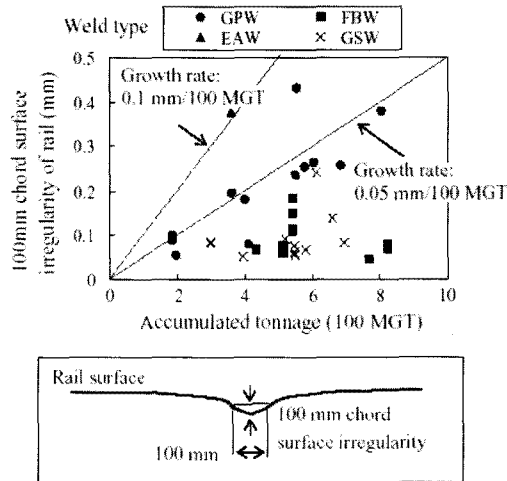 Weld type
● GPW ■ FBW
▲ EAW × GSW
100mm chord surface
irregularity of rail (mm)
0.5
0.4
0.3
0.2
0.1
0
Growth rate:
0.1 mm/100 MGT
Growth rate:
0.05 mm/100 MGT
0 2 4 6 8 10
Accumulated tonnage (100 MGT)
Rail surface
100 mm chord
surface irregularity
100 mm